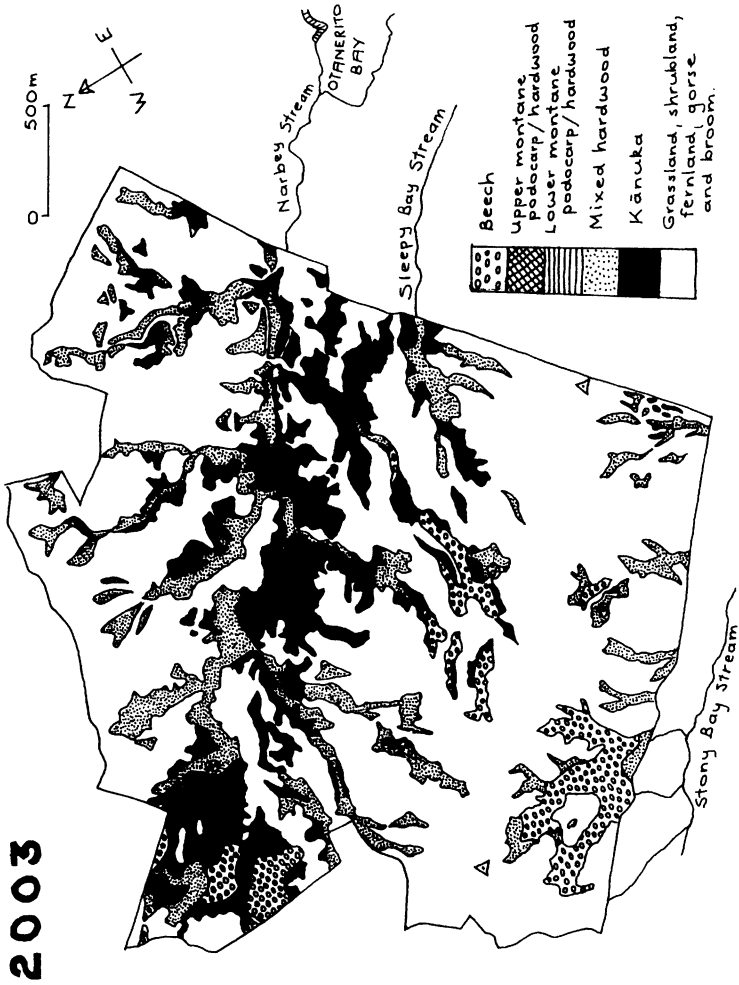 2003
0 500m
N
W E
Narbey Stream
OTANERITO
BAY
Sleepy Bay Stream
Beech
Upper montane
podocarp/hardwood
Lower montane
podocarp/hardwood
Mixed hardwood
Kānuka
Grassland, shrubland,
fernland, gorse
and broom.
Stony Bay Stream